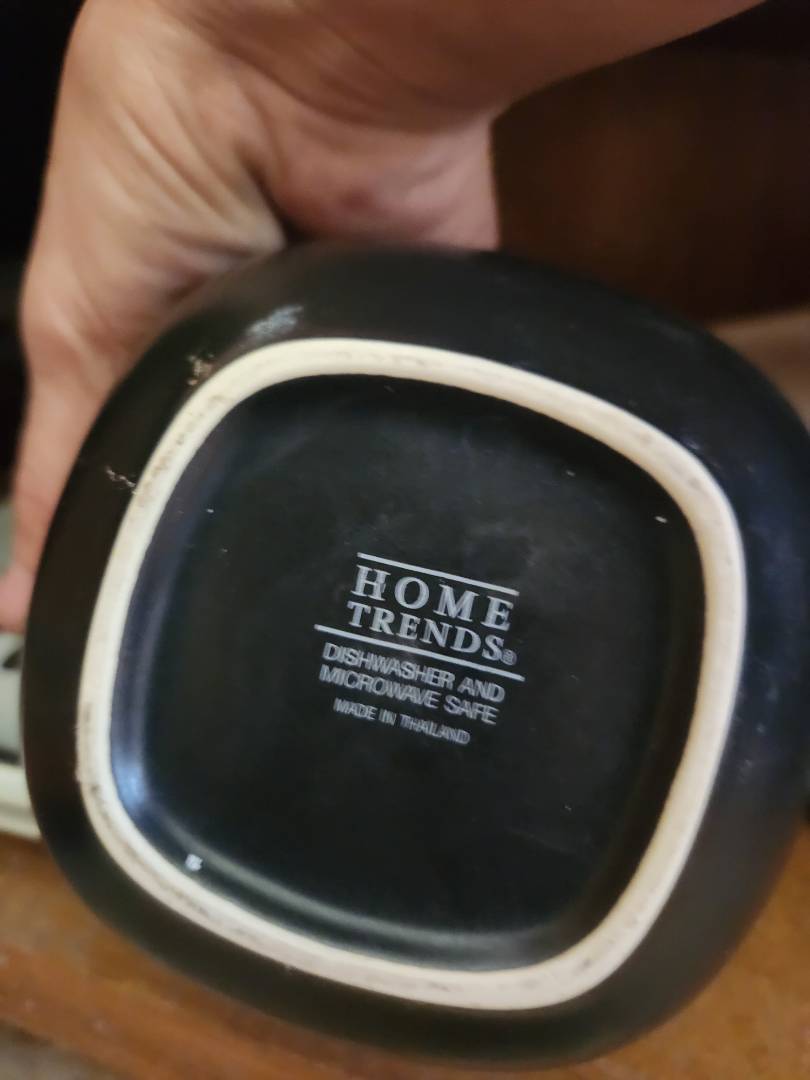 HOME
TRENDS®
DISHWASHER AND
MICROWAVE SAFE
MADE IN THAILAND